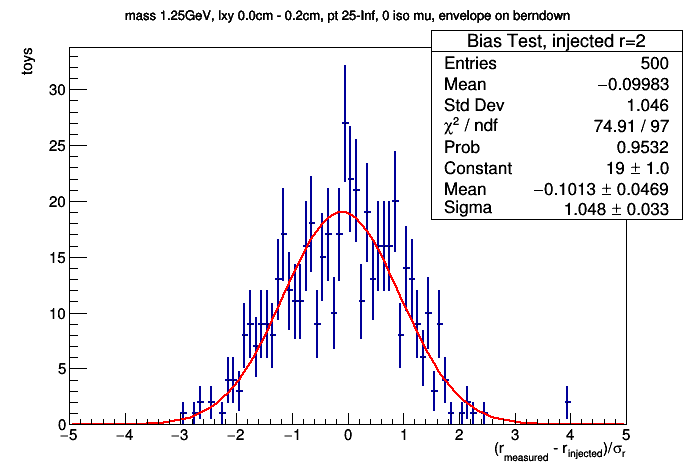 mass 1.25GeV, lxy 0.0cm - 0.2cm, pt 25-Inf, 0 iso mu, envelope on berndown
toys
Bias Test, injected r=2
Entries 500
Mean −0.09983
Std Dev 1.046
χ² / ndf 74.91 / 97
Prob 0.9532
Constant 19 ± 1.0
Mean −0.1013 ± 0.0469
Sigma 1.048 ± 0.033
30
25
20
15
10
5
0
−5 −4 −3 −2 −1 0 1 2 3 4 5
(r_measured - r_injected)/σ_r